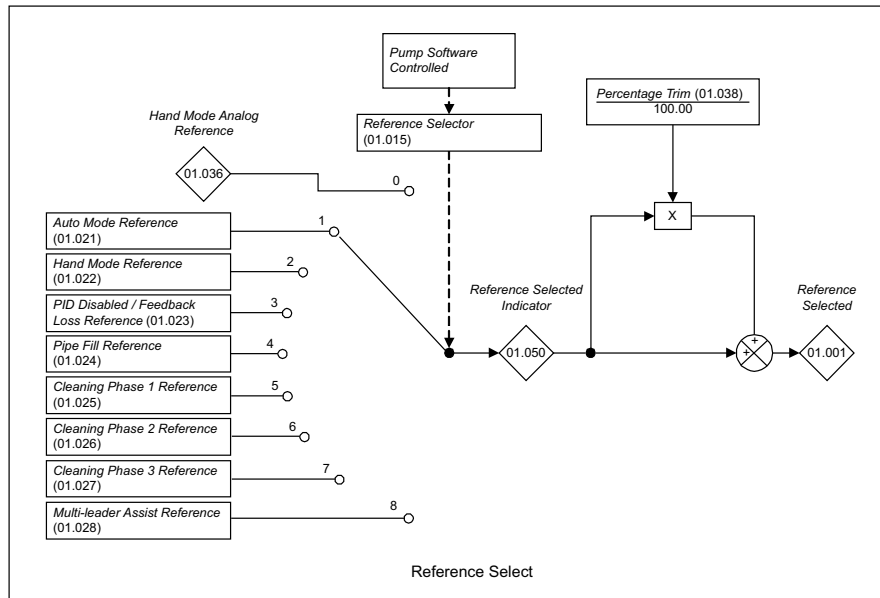 Pump Software
Controlled
Percentage Trim (01.038)
100.00
Hand Mode Analog
Reference
Reference Selector
(01.015)
01.036
0
X
Auto Mode Reference
(01.021)
1
Hand Mode Reference
(01.022)
2
PID Disabled / Feedback
Loss Reference (01.023)
3
Pipe Fill Reference
(01.024)
4
Cleaning Phase 1 Reference
(01.025)
5
Cleaning Phase 2 Reference
(01.026)
6
Cleaning Phase 3 Reference
(01.027)
7
Multi-leader Assist Reference
(01.028)
8
Reference Selected
Indicator
01.050
+
+
Reference
Selected
01.001
Reference Select